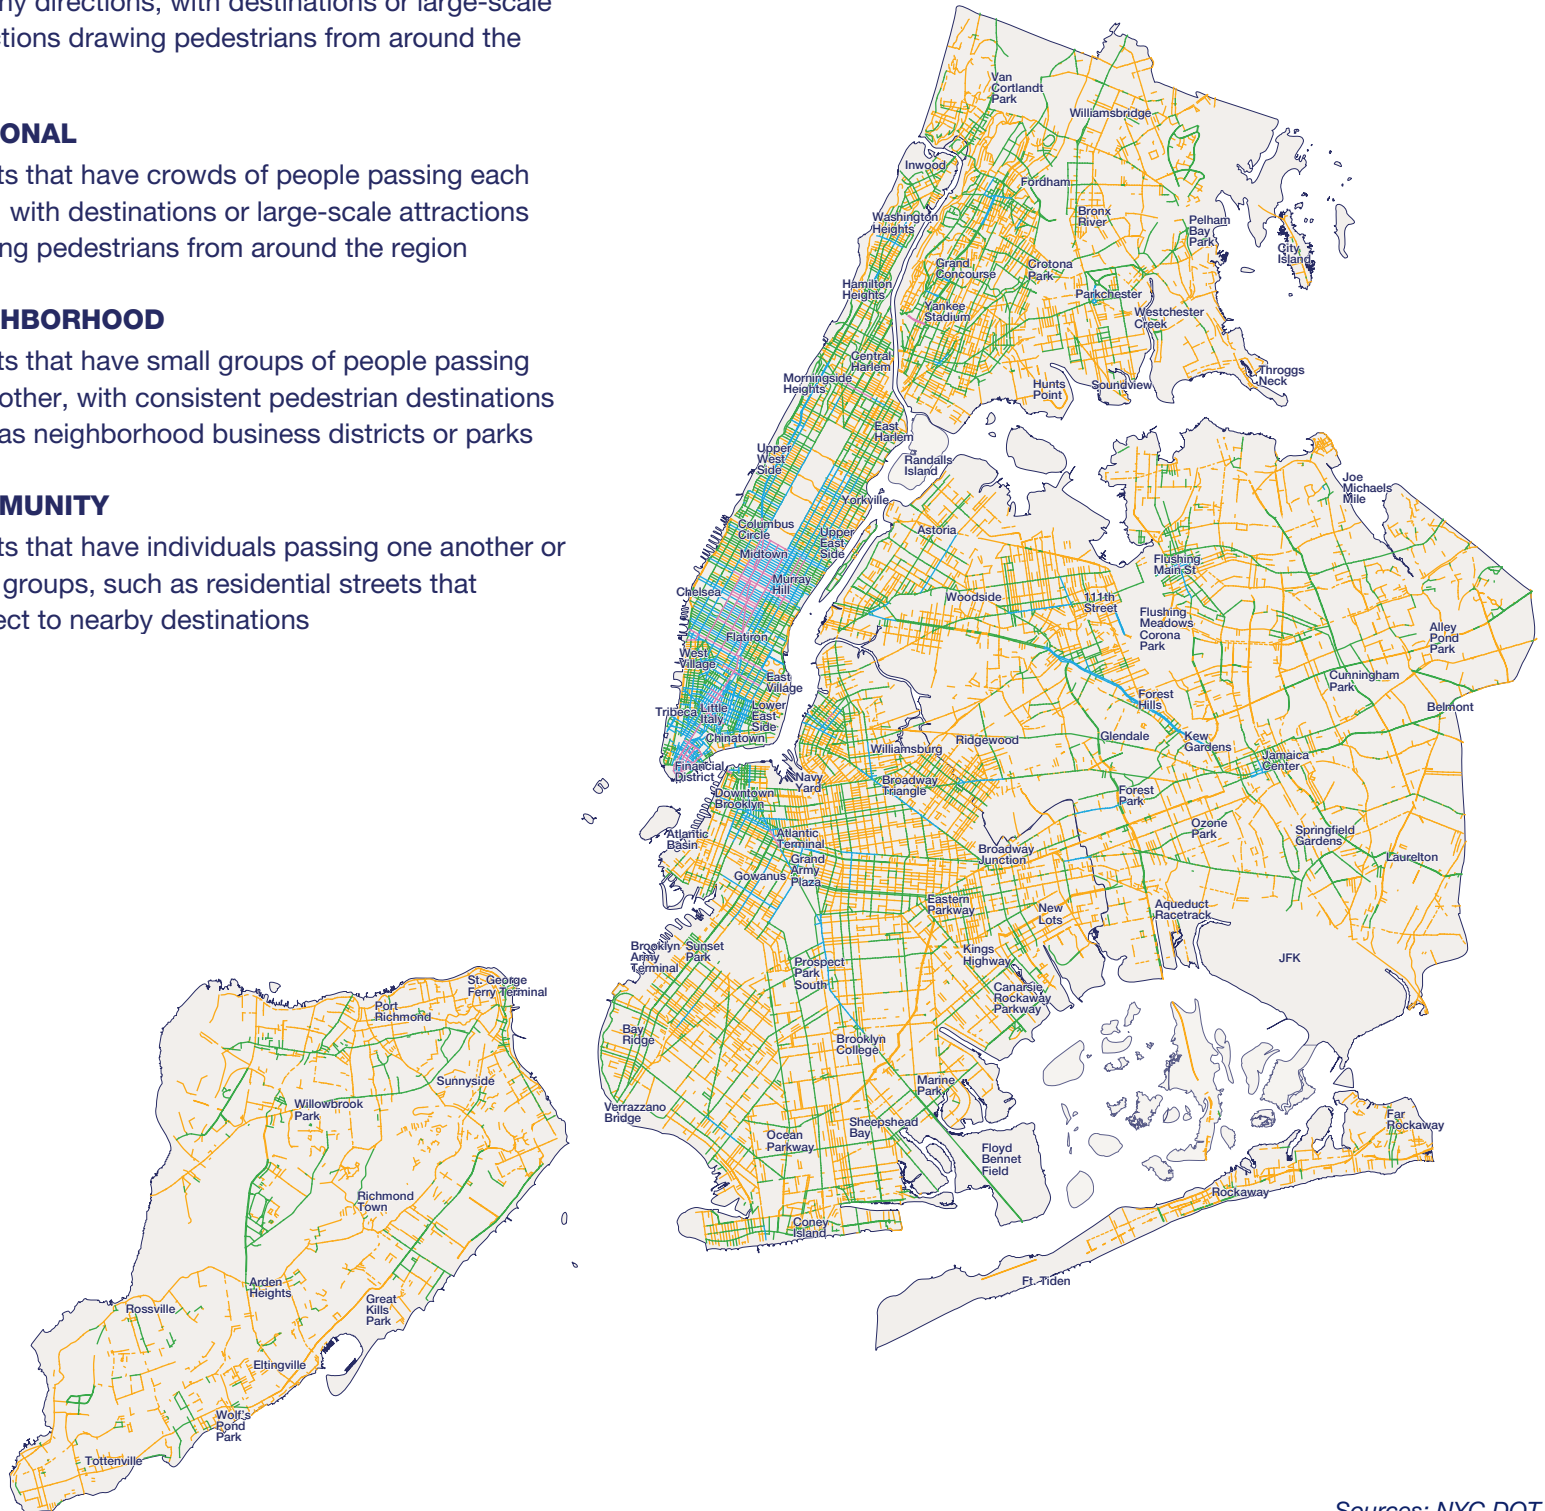 ny directions, with destinations or large-scale
ctions drawing pedestrians from around the
ONAL
ts that have crowds of people passing each
, with destinations or large-scale attractions
ng pedestrians from around the region
HBORHOOD
ts that have small groups of people passing
other, with consistent pedestrian destinations
as neighborhood business districts or parks
MUNITY
ts that have individuals passing one another or
groups, such as residential streets that
ect to nearby destinations
Van
Cortlandt
Park
Williamsbridge
Inwood
Fordham
Washington
Heights
Bronx
River
Pelham
Bay
Park
City
Island
Grand
Concourse
Crotona
Park
Hamilton
Heights
Parkchester
Yankee
Stadium
Westchester
Creek
Central
Harlem
Morningside
Heights
Hunts
Point
Soundview
Throggs
Neck
East
Harlem
Upper
West
Side
Randalls
Island
Joe
Michaels
Mile
Yorkville
Columbus
Circle
Upper
East
Side
Astoria
Midtown
Flushing
Main St
Murray
Hill
Chelsea
Woodside
111th
Street
Flushing
Meadows
Corona
Park
Alley
Pond
Park
Flatiron
West
Village
East
Village
Cunningham
Park
Forest
Hills
Belmont
Tribeca
Little
Italy
Lower
East
Side
Chinatown
Williamsburg
Ridgewood
Glendale
Kew
Gardens
Jamaica
Center
Financial
District
Navy
Yard
Broadway
Triangle
Downtown
Brooklyn
Forest
Park
Atlantic
Basin
Atlantic
Terminal
Ozone
Park
Springfield
Gardens
Broadway
Junction
Laurelton
Grand
Army
Plaza
Gowanus
Eastern
Parkway
New
Lots
Aqueduct
Racetrack
Brooklyn
Army
Terminal
Sunset
Park
Kings
Highway
JFK
Prospect
Park
South
Canarsie
Rockaway
Parkway
St. George
Ferry Terminal
Port
Richmond
Bay
Ridge
Brooklyn
College
Sunnyside
Marine
Park
Willowbrook
Park
Verrazzano
Bridge
Far
Rockaway
Sheepshead
Bay
Ocean
Parkway
Floyd
Bennet
Field
Richmond
Town
Rockaway
Coney
Island
Ft. Tiden
Arden
Heights
Rossville
Great
Kills
Park
Eltingville
Wolf's
Pond
Park
Tottenville
Sources: NYC DOT